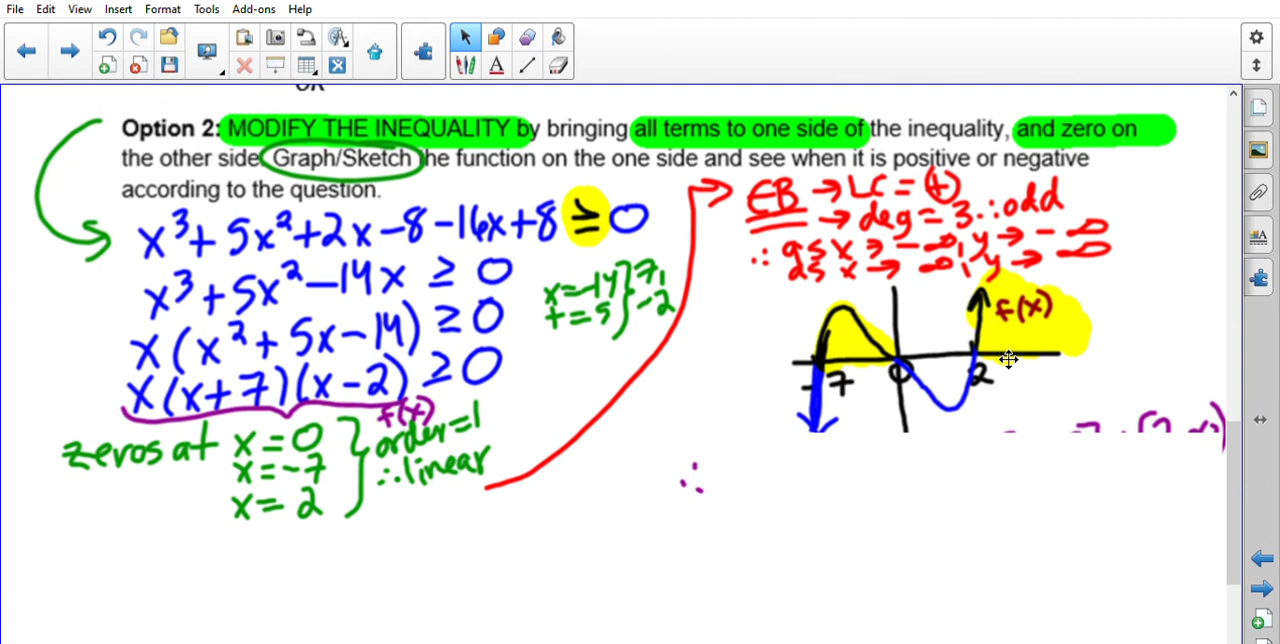 File Edit View Insert Format Tools Add-ons Help
OR
Option 2: MODIFY THE INEQUALITY by bringing all terms to one side of the inequality, and zero on
the other side Graph/Sketch he function on the one side and see when it is positive or negative
according to the question.
x³+5x²+2x-8-16x+8≥0
x³+5x²-14x≥0
x(x²+5x-14)≥0
x(x+7)(x-2)≥0
f(x)
x=-14 } 7,
+=5 } -2
zeros at x=0
x=-7
x=2
order=1
∴linear
EB → LC = (+)
→ deg = 3 ∴ odd
∴ as x → -∞, y → -∞
as x → ∞, y → ∞
f(x)
-7 0 2
∴